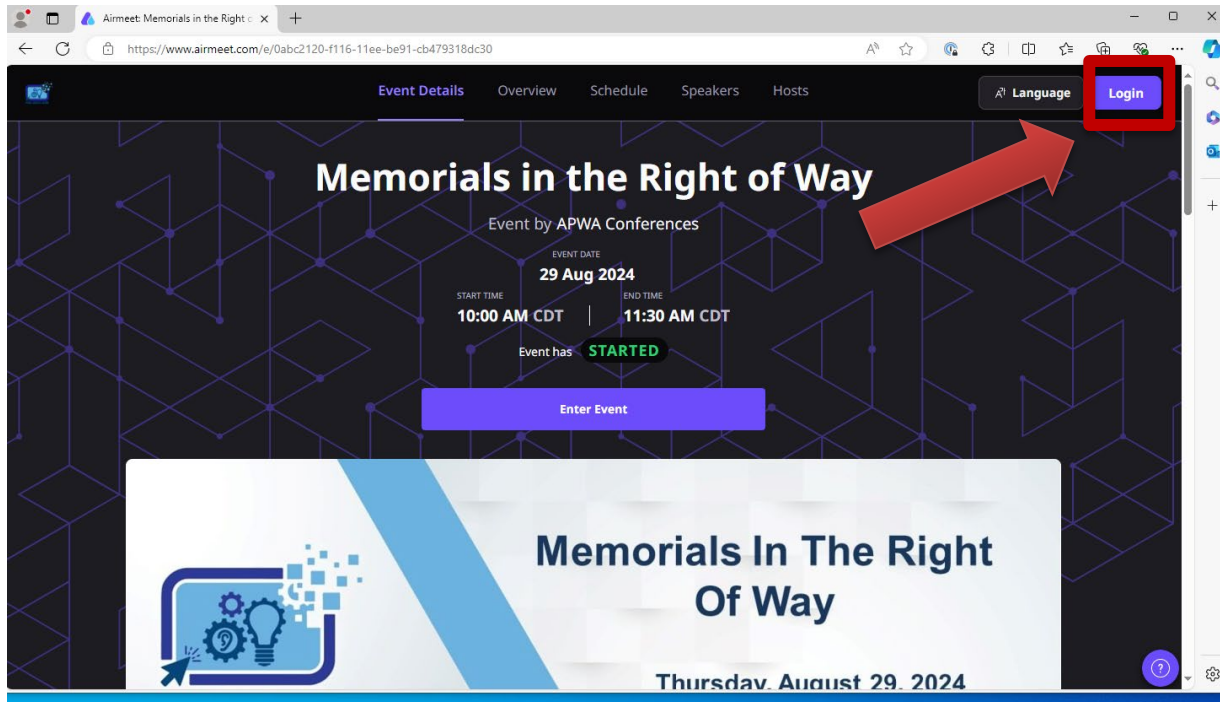 Airmeet: Memorials in the Right o
https://www.airmeet.com/e/0abc2120-f116-11ee-be91-cb479318dc30
Event Details Overview Schedule Speakers Hosts Language Login
Memorials in the Right of Way
Event by APWA Conferences
EVENT DATE
29 Aug 2024
START TIME END TIME
10:00 AM CDT 11:30 AM CDT
Event has STARTED
Enter Event
Memorials In The Right
Of Way
Thursday, August 29, 2024